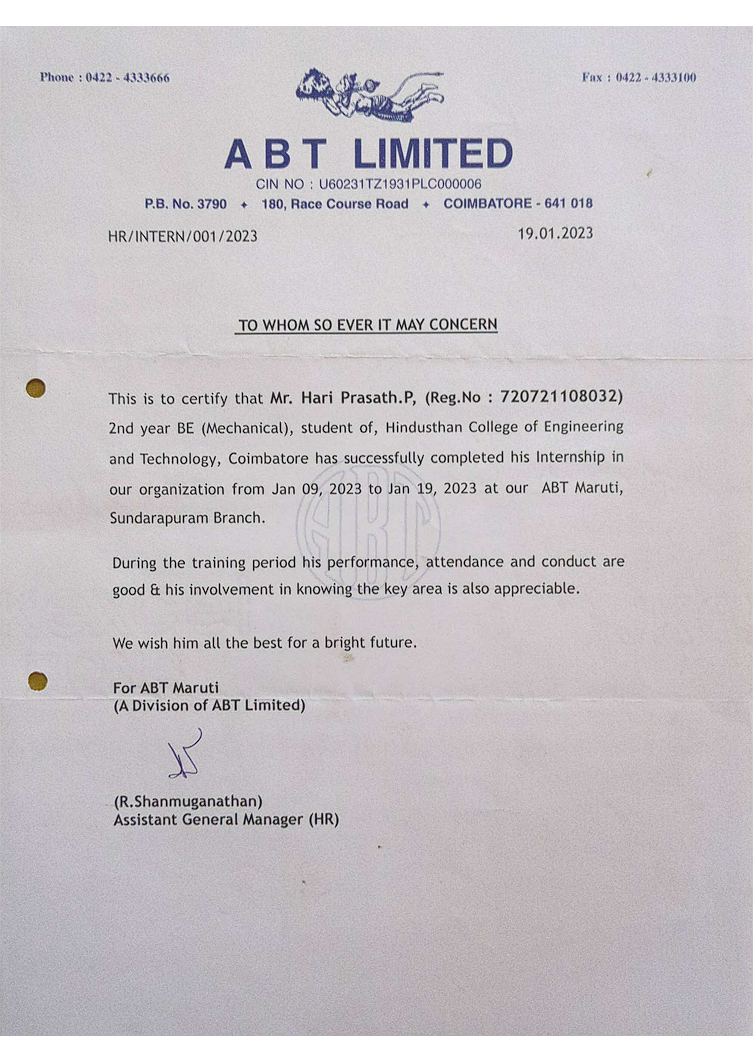 Phone : 0422 - 4333666
Fax : 0422 - 4333100
ABT LIMITED
CIN NO : U60231TZ1931PLC000006
P.B. No. 3790 ✦ 180, Race Course Road ✦ COIMBATORE - 641 018
HR/INTERN/001/2023
19.01.2023
TO WHOM SO EVER IT MAY CONCERN
This is to certify that Mr. Hari Prasath.P, (Reg.No : 720721108032)
2nd year BE (Mechanical), student of, Hindusthan College of Engineering
and Technology, Coimbatore has successfully completed his Internship in
our organization from Jan 09, 2023 to Jan 19, 2023 at our ABT Maruti,
Sundarapuram Branch.
ABT
During the training period his performance, attendance and conduct are
good & his involvement in knowing the key area is also appreciable.
We wish him all the best for a bright future.
For ABT Maruti
(A Division of ABT Limited)
(R.Shanmuganathan)
Assistant General Manager (HR)